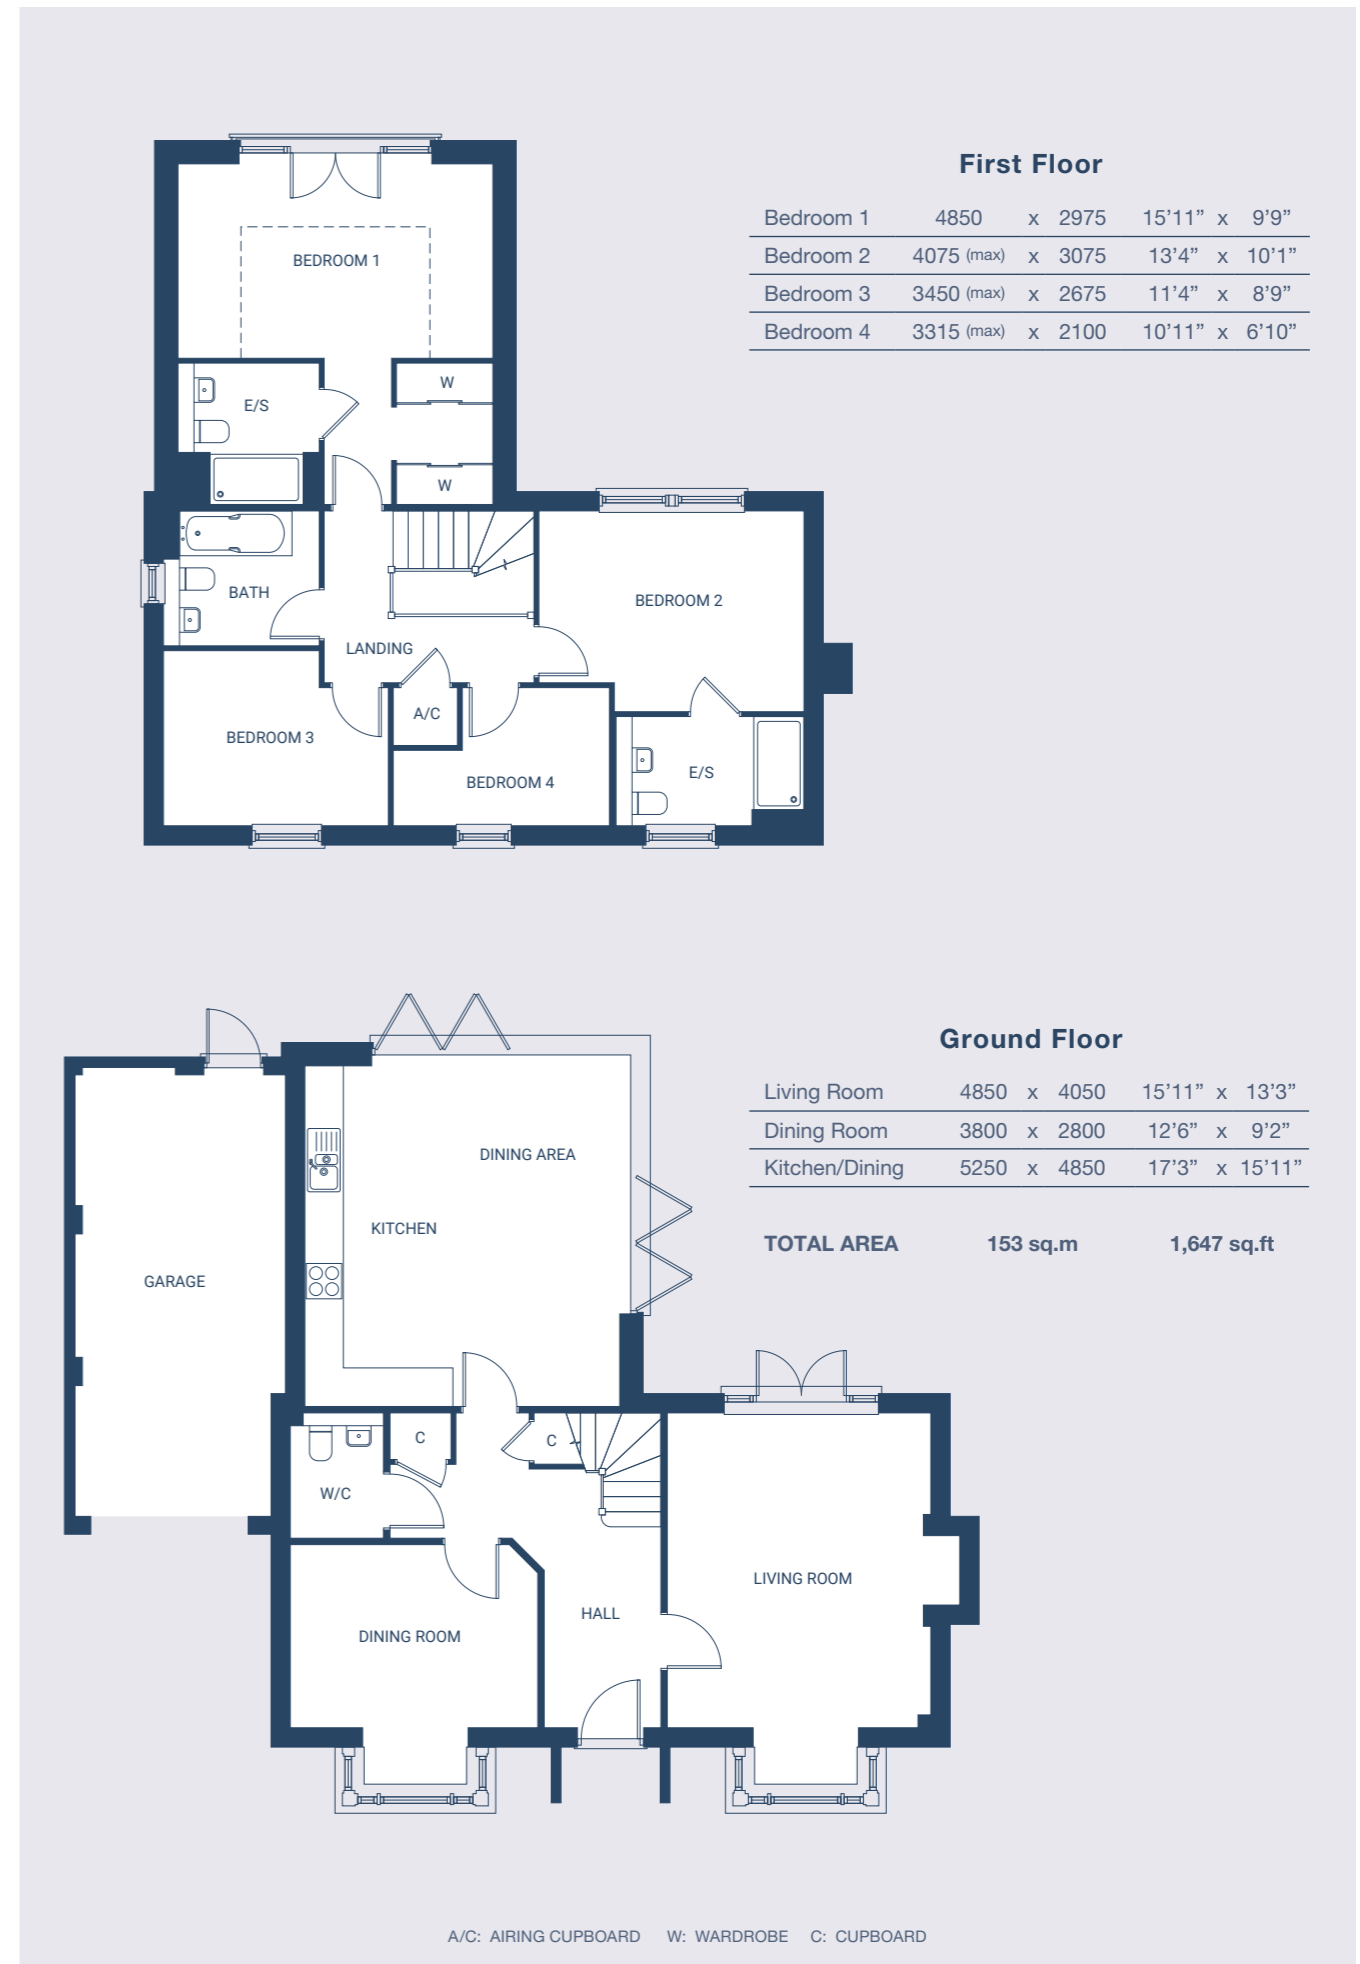 First Floor
Bedroom 1 4850 x 2975 15’11” x 9’9”
Bedroom 2 4075 (max) x 3075 13’4” x 10’1”
Bedroom 3 3450 (max) x 2675 11’4” x 8’9”
Bedroom 4 3315 (max) x 2100 10’11” x 6’10”
BEDROOM 1
W
E/S
W
BATH
BEDROOM 2
LANDING
A/C
BEDROOM 3
E/S
BEDROOM 4
Ground Floor
Living Room 4850 x 4050 15’11” x 13’3”
Dining Room 3800 x 2800 12’6” x 9’2”
Kitchen/Dining 5250 x 4850 17’3” x 15’11”
TOTAL AREA 153 sq.m 1,647 sq.ft
DINING AREA
KITCHEN
GARAGE
C
C
W/C
LIVING ROOM
HALL
DINING ROOM
A/C: AIRING CUPBOARD W: WARDROBE C: CUPBOARD